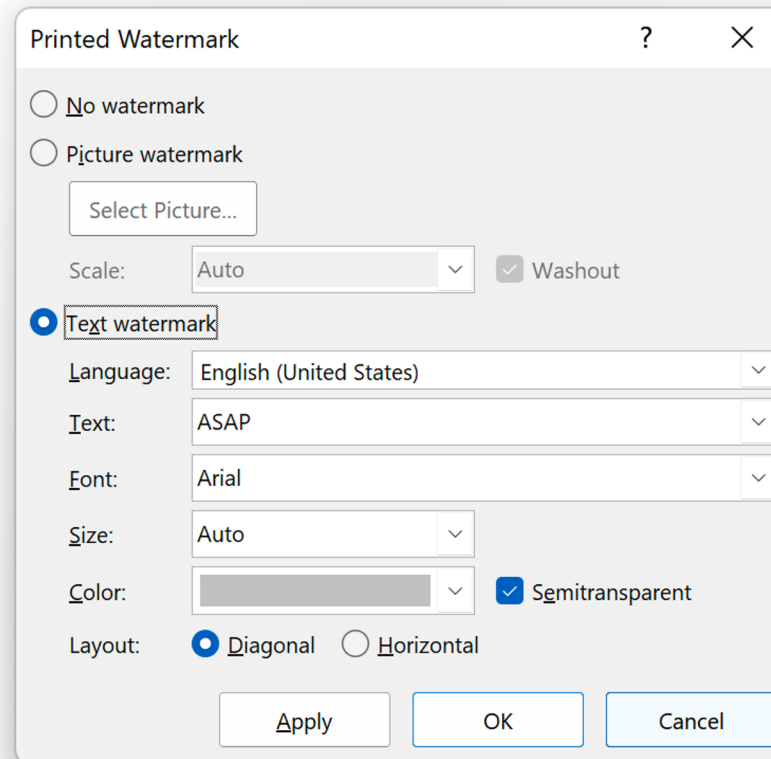 Printed Watermark ?
No watermark
Picture watermark
Select Picture...
Scale: Auto Washout
Text watermark
Language: English (United States)
Text: ASAP
Font: Arial
Size: Auto
Color: Semitransparent
Layout: Diagonal Horizontal
Apply OK Cancel